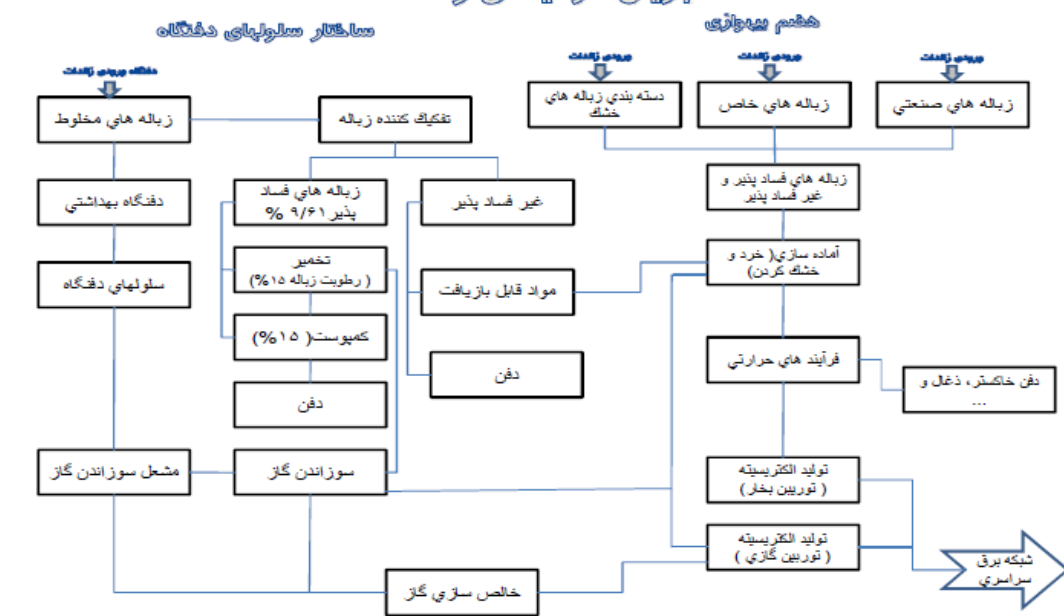 هضم بیهوازی
ساختار سلولهای دفنگاه
ورودی زائدات
ورودی زائدات
ورودی زائدات
دفنگاه ورودی زائدات
زباله هاي صنعتي
زباله هاي خاص
دسته بندي زباله هاي
خشك
تفكيك كننده زباله
زباله هاي مخلوط
زباله هاي فساد پذير و
غير فساد پذير
غير فساد پذير
زباله هاي فساد
پذير ۹/۶۱ %
دفنگاه بهداشتي
آماده سازي( خرد و
خشك كردن)
مواد قابل بازيافت
تخمير
( رطوبت زباله ۱۵%)
سلولهاي دفنگاه
كمپوست( ۱۵%)
فرآيند هاي حرارتي
دفن
دفن خاكستر، ذغال و
...
دفن
توليد الكتريسيته
( توربين بخار)
سوزاندن گاز
مشعل سوزاندن گاز
توليد الكتريسيته
( توربين گازي )
شبكه برق
سراسري
خالص سازي گاز